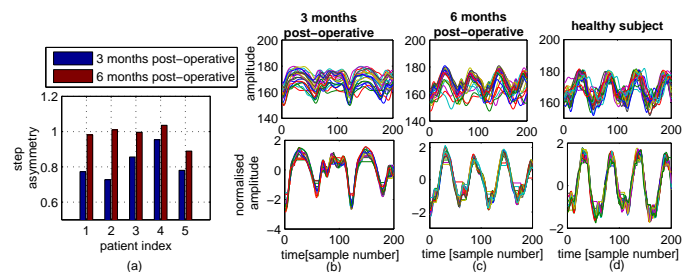 3 months post-operative
6 months post-operative
step
asymmetry
1.2
1
0.8
0.6
1 2 3 4 5
patient index
(a)
3 months
post-operative
amplitude
200
180
160
140
0 100 200
normalised
amplitude
2
0
-2
-4
0 100 200
time[sample number]
(b)
6 months
post-operative
200
180
160
140
0 100 200
2
0
-2
0 100 200
time [sample number]
(c)
healthy subject
200
180
160
0 100 200
2
0
-2
0 100 200
time [sample number]
(d)